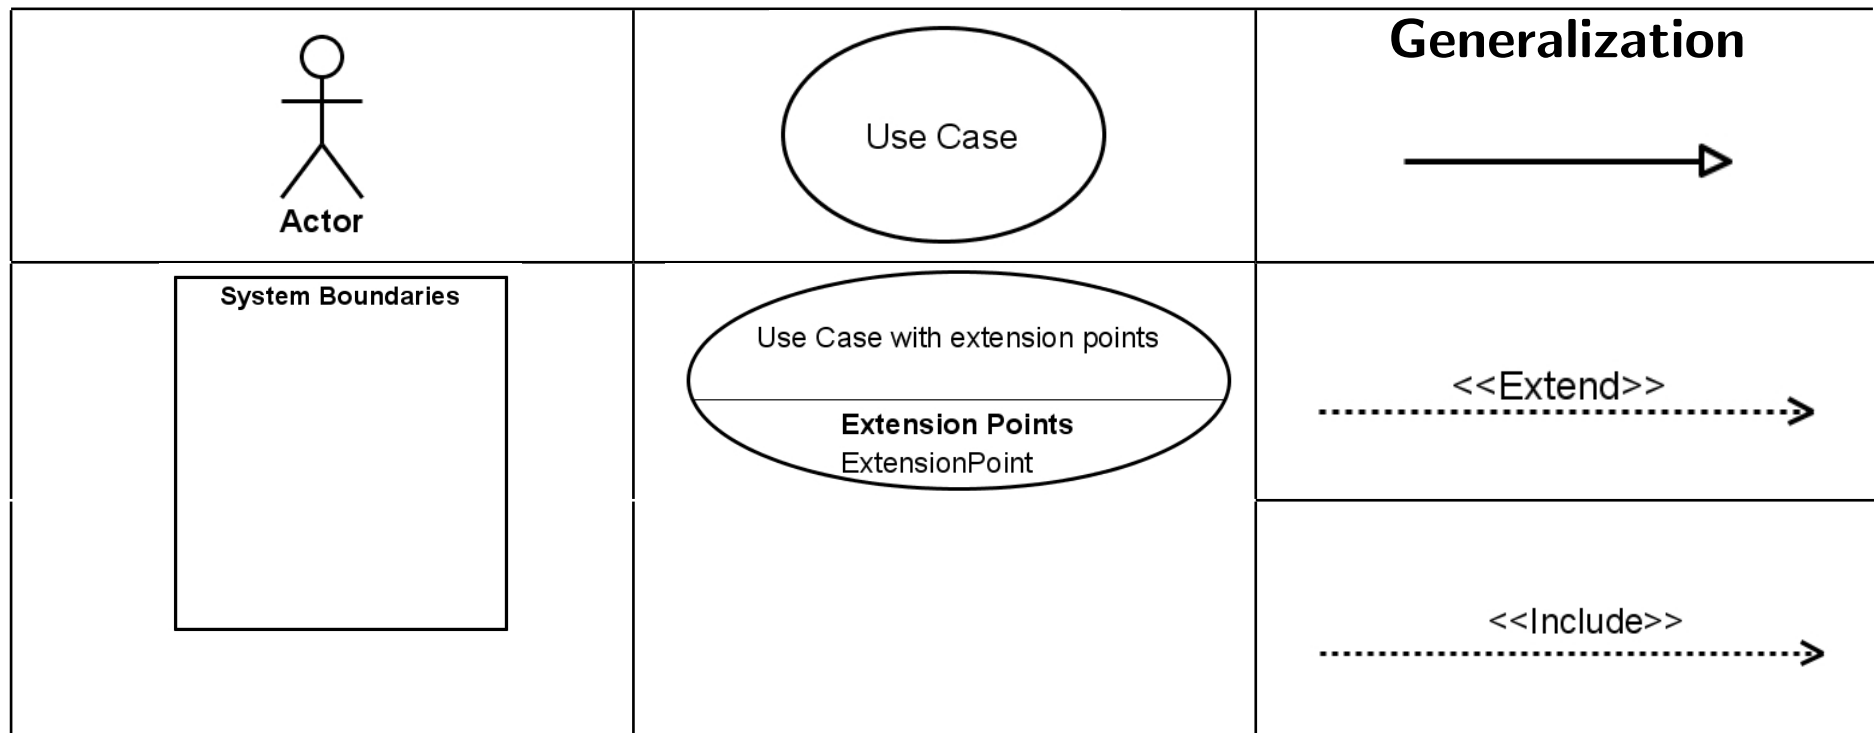 Generalization
Use Case
Actor
System Boundaries
Use Case with extension points
<<Extend>>
Extension Points
ExtensionPoint
<<Include>>